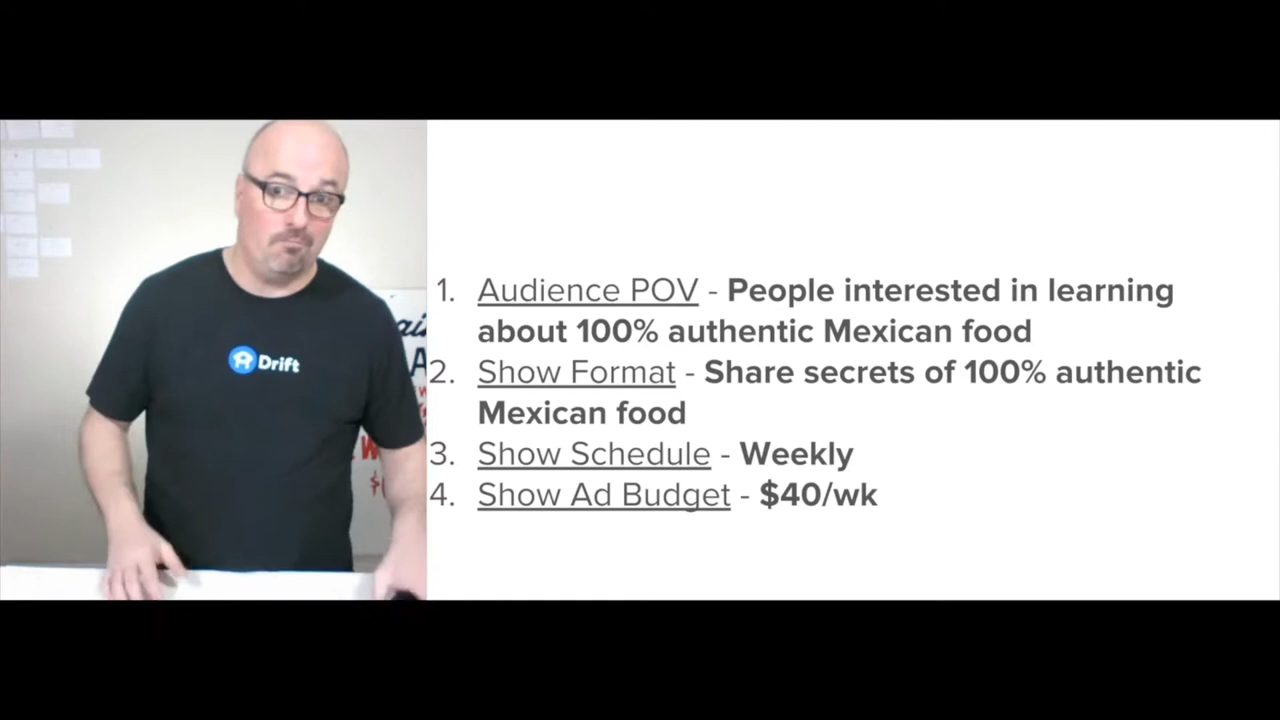 Drift
1. Audience POV - People interested in learning
about 100% authentic Mexican food
2. Show Format - Share secrets of 100% authentic
Mexican food
3. Show Schedule - Weekly
4. Show Ad Budget - $40/wk